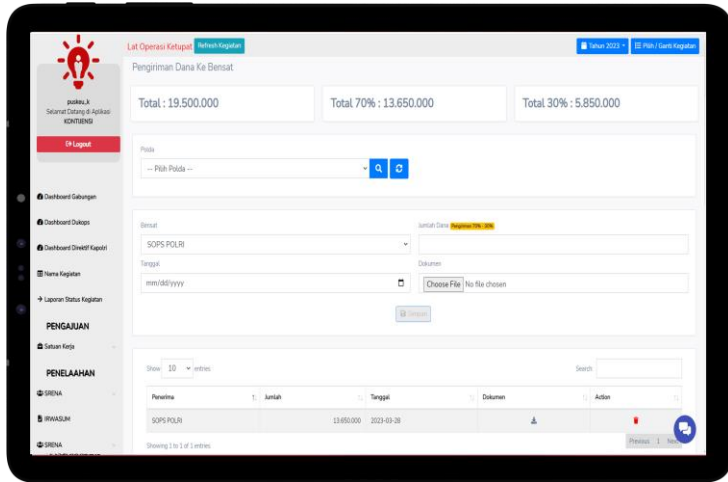 Lat Operasi Ketupat Refresh Kegiatan
Tahun 2023 Pilih / Ganti Kegiatan
Pengiriman Dana Ke Bensat
puskeu_k
Selamat Datang di Aplikasi
KONTIJENSI
Logout
Dashboard Gabungan
Dashboard Dukops
Dashboard Direktif Kapolri
Nama Kegiatan
Laporan Status Kegiatan
PENGAJUAN
Satuan Kerja
PENELAAHAN
SRENA
IRWASUM
SRENA
Total : 19.500.000
Total 70% : 13.650.000
Total 30% : 5.850.000
Polda
--- Pilih Polda ---
Bensat
SOPS POLRI
Jumlah Dana Pengiriman 70% / 30%
Tanggal
mm/dd/yyyy
Dokumen
Choose File No file chosen
Simpan
Show 10 entries
Search
Penerima Jumlah Tanggal Dokumen Action
SOPS POLRI 13.650.000 2023-03-28
Showing 1 to 1 of 1 entries
Previous 1 Next